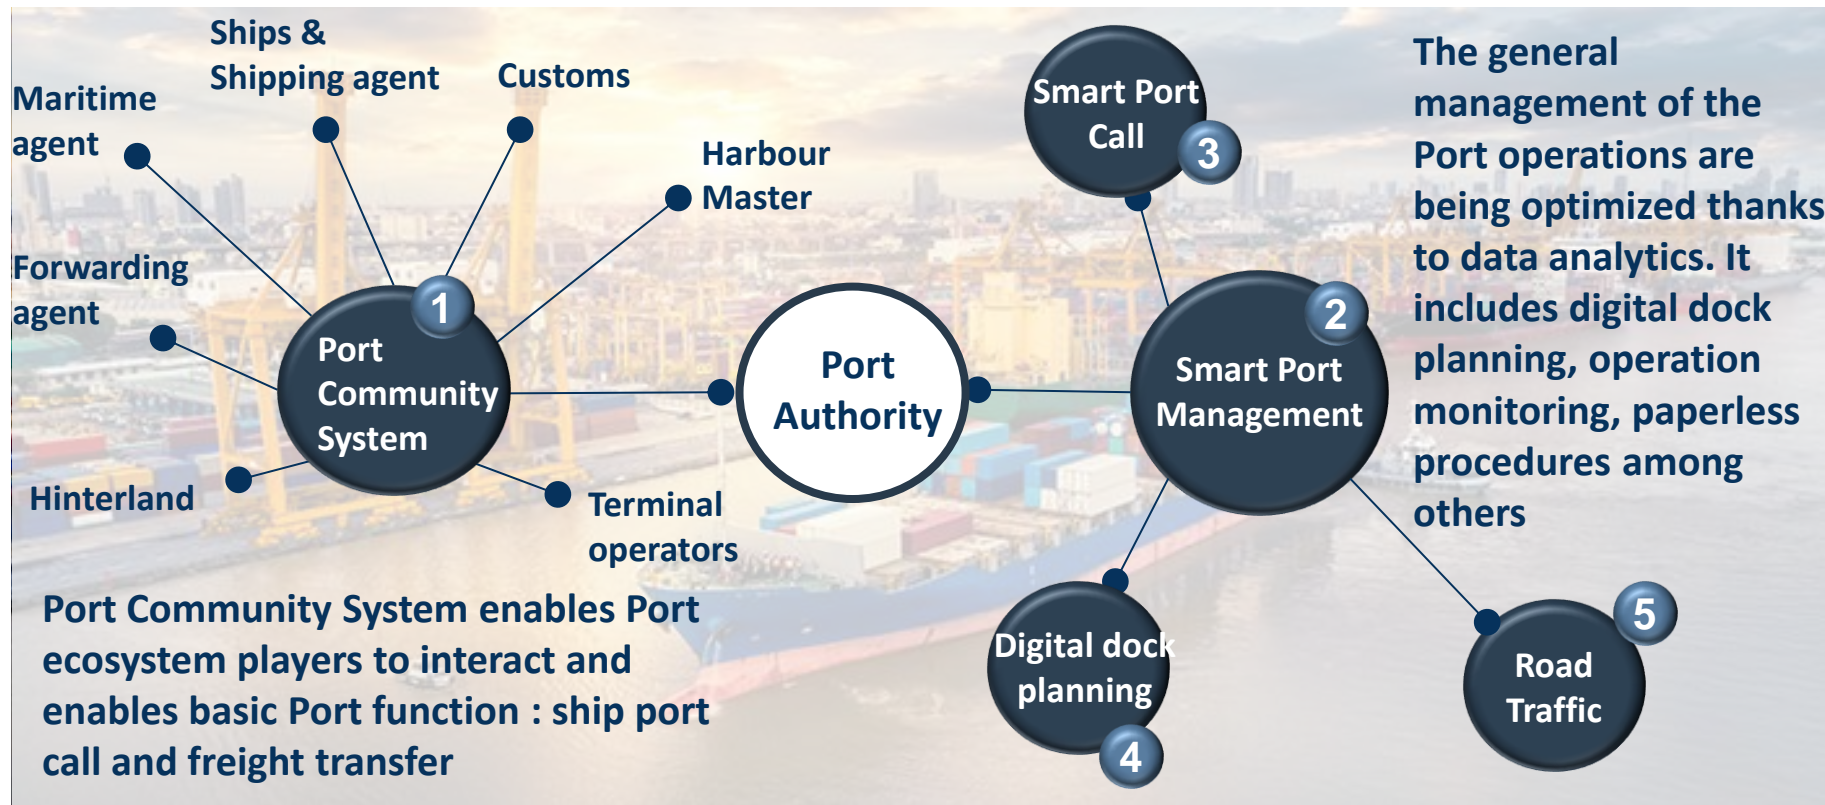 Ships &
Shipping agent
Customs
Maritime
agent
Harbour
Master
Forwarding
agent
1
Port
Community
System
Hinterland
Terminal
operators
Port Community System enables Port
ecosystem players to interact and
enables basic Port function : ship port
call and freight transfer
Port
Authority
Smart Port
Call
3
2
Smart Port
Management
Digital dock
planning
4
5
Road
Traffic
The general
management of the
Port operations are
being optimized thanks
to data analytics. It
includes digital dock
planning, operation
monitoring, paperless
procedures among
others